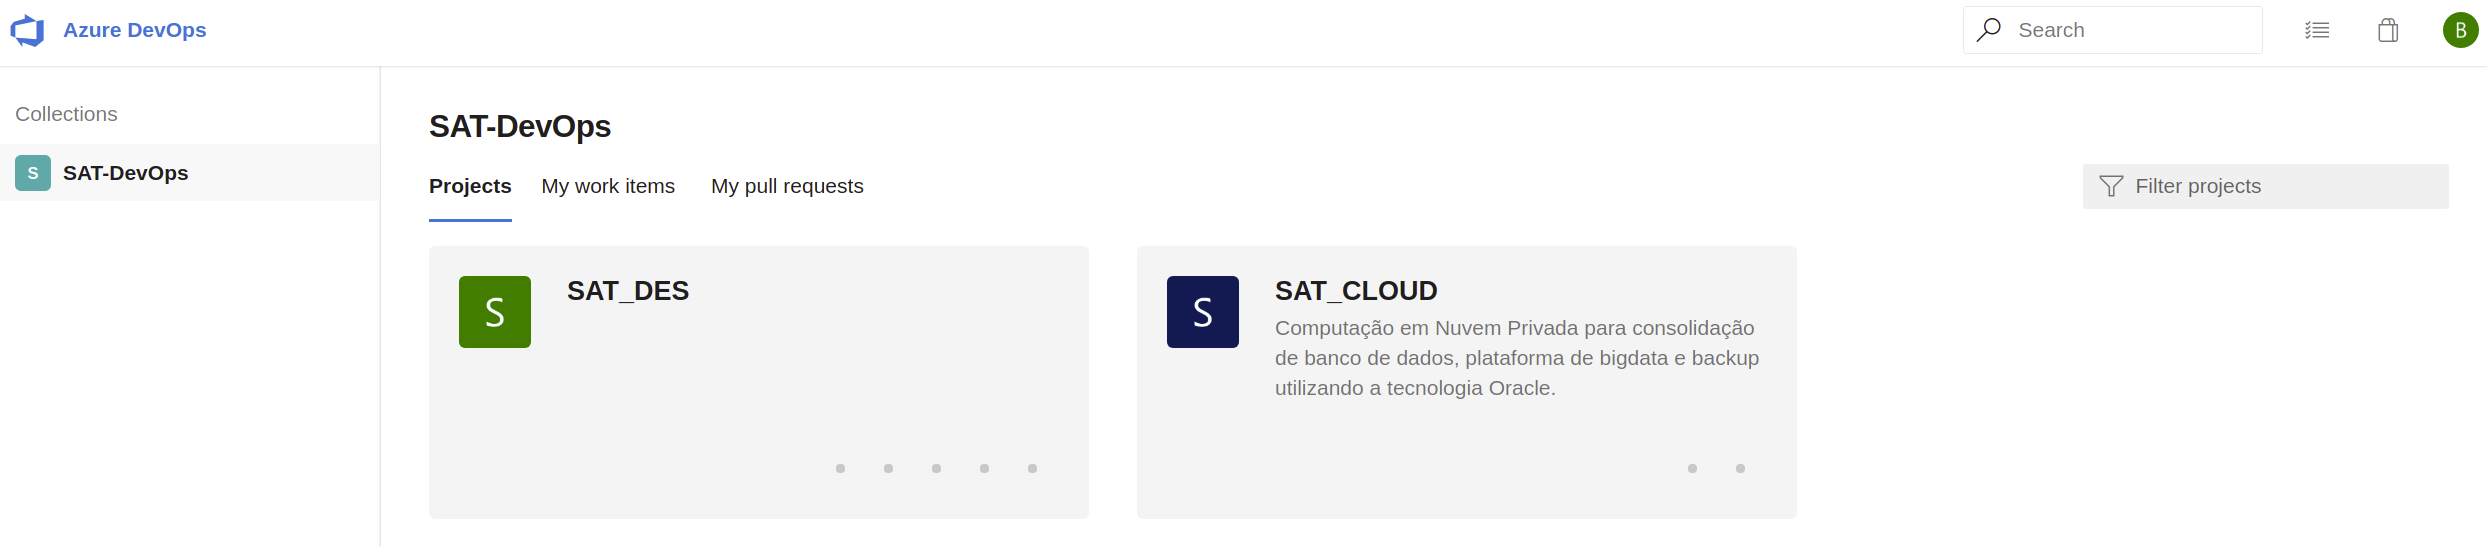 Azure DevOps
Search
B
Collections
S
SAT-DevOps
SAT-DevOps
Projects
My work items
My pull requests
Filter projects
S
SAT_DES
S
SAT_CLOUD
Computação em Nuvem Privada para consolidação
de banco de dados, plataforma de bigdata e backup
utilizando a tecnologia Oracle.